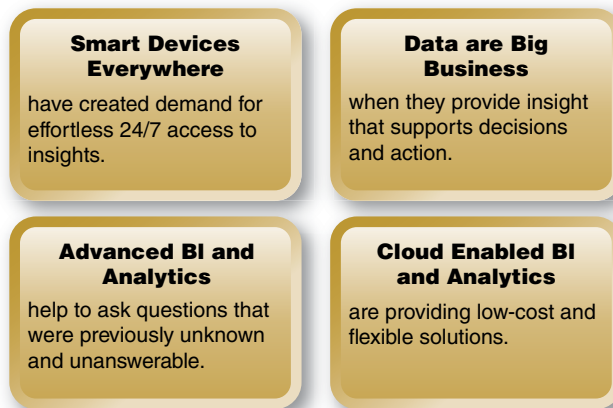 Smart Devices
Everywhere
have created demand for
effortless 24/7 access to
insights.
Data are Big
Business
when they provide insight
that supports decisions
and action.
Advanced BI and
Analytics
help to ask questions that
were previously unknown
and unanswerable.
Cloud Enabled BI
and Analytics
are providing low-cost and
flexible solutions.